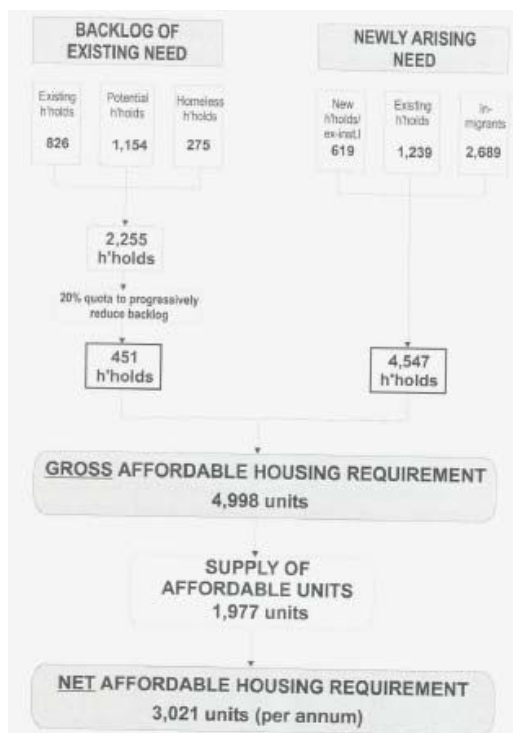 BACKLOG OF
EXISTING NEED
Existing
h'holds
826
Potential
h'holds
1,154
Homeless
h'holds
275
2,255
h'holds
20% quota to progressively
reduce backlog
451
h'holds
NEWLY ARISING
NEED
New
h'holds/
ex-inst.l
619
Existing
h'holds
1,239
In-
migrants
2,689
4,547
h'holds
GROSS AFFORDABLE HOUSING REQUIREMENT
4,998 units
SUPPLY OF
AFFORDABLE UNITS
1,977 units
NET AFFORDABLE HOUSING REQUIREMENT
3,021 units (per annum)